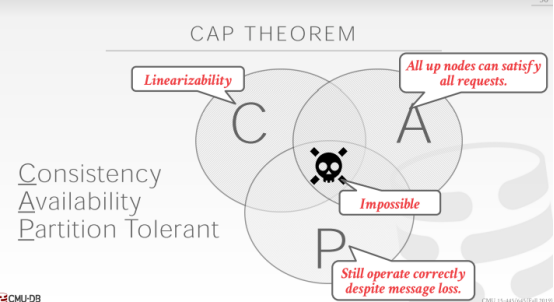 CAP THEOREM
Linearizability
All up nodes can satisfy
all requests.
C
A
Consistency
Availability
Partition Tolerant
Impossible
P
Still operate correctly
despite message loss.
CMU-DB